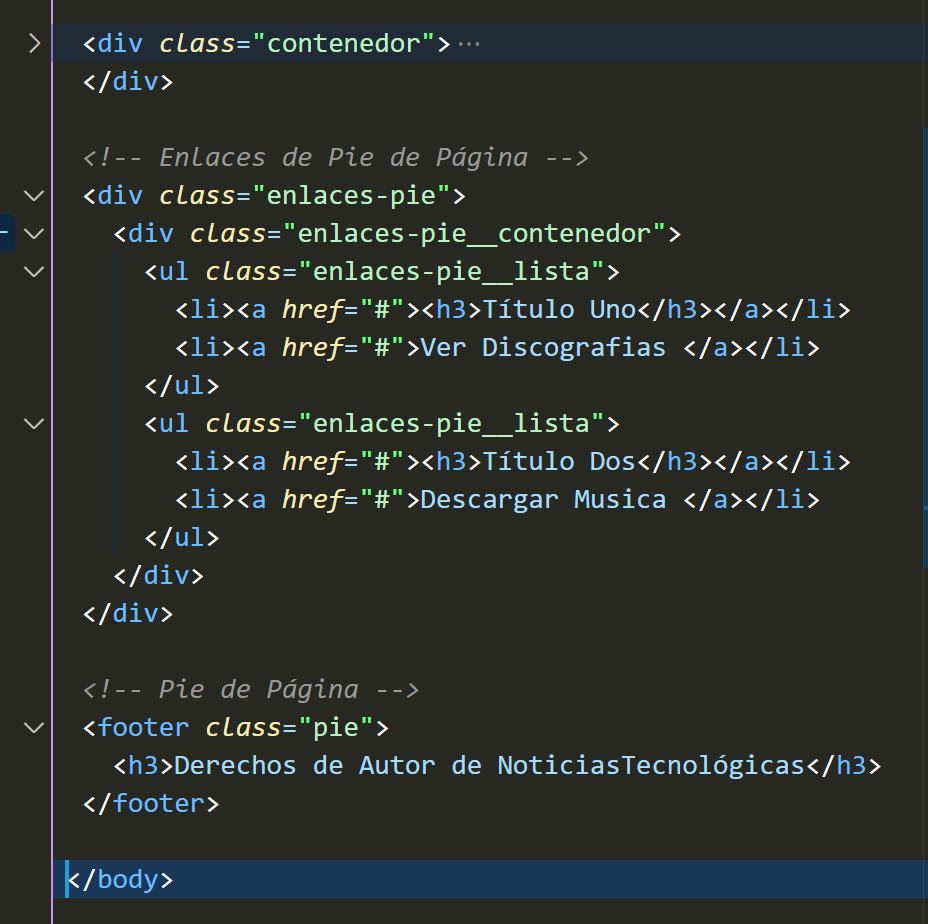 <div class="contenedor">···
</div>
<!-- Enlaces de Pie de Página -->
<div class="enlaces-pie">
<div class="enlaces-pie__contenedor">
<ul class="enlaces-pie__lista">
<li><a href="#"><h3>Título Uno</h3></a></li>
<li><a href="#">Ver Discografias </a></li>
</ul>
<ul class="enlaces-pie__lista">
<li><a href="#"><h3>Título Dos</h3></a></li>
<li><a href="#">Descargar Musica </a></li>
</ul>
</div>
</div>
<!-- Pie de Página -->
<footer class="pie">
<h3>Derechos de Autor de NoticiasTecnológicas</h3>
</footer>
</body>